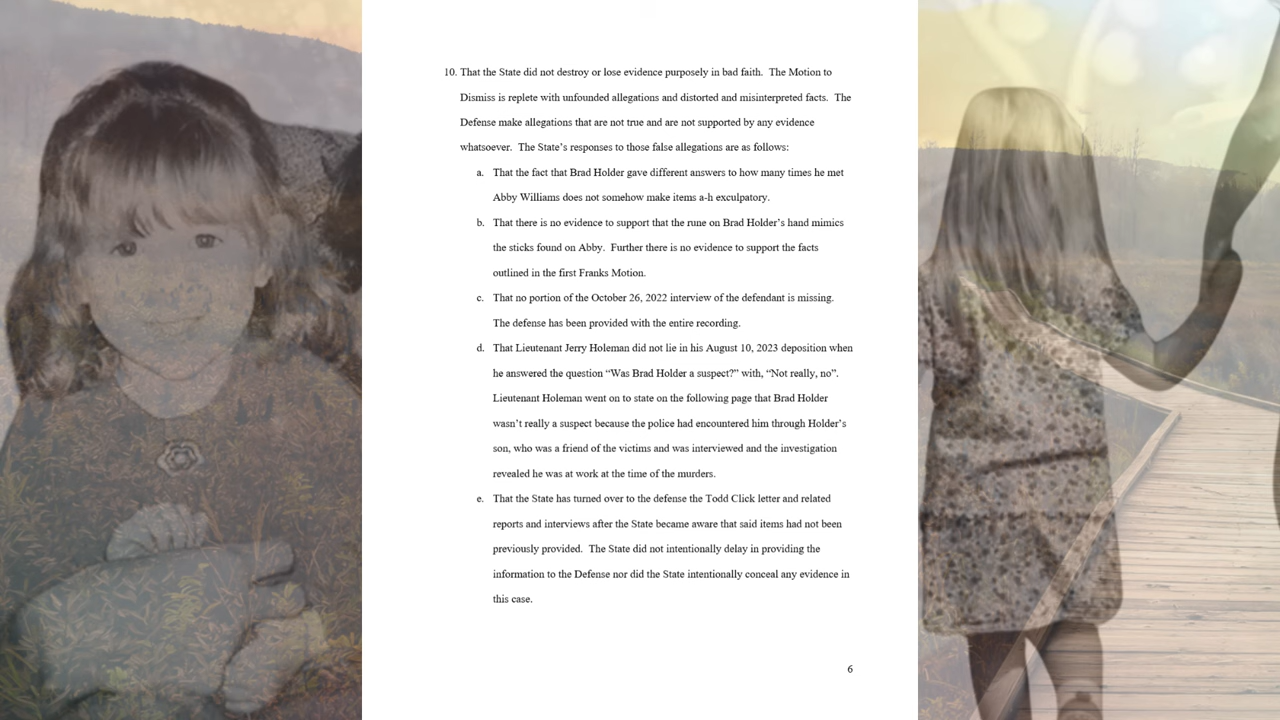 10. That the State did not destroy or lose evidence purposely in bad faith. The Motion to
Dismiss is replete with unfounded allegations and distorted and misinterpreted facts. The
Defense make allegations that are not true and are not supported by any evidence
whatsoever. The State's responses to those false allegations are as follows:
a. That the fact that Brad Holder gave different answers to how many times he met
Abby Williams does not somehow make items a-h exculpatory.
b. That there is no evidence to support that the rune on Brad Holder's hand mimics
the sticks found on Abby. Further there is no evidence to support the facts
outlined in the first Franks Motion.
c. That no portion of the October 26, 2022 interview of the defendant is missing.
The defense has been provided with the entire recording.
d. That Lieutenant Jerry Holeman did not lie in his August 10, 2023 deposition when
he answered the question “Was Brad Holder a suspect?” with, “Not really, no”.
Lieutenant Holeman went on to state on the following page that Brad Holder
wasn't really a suspect because the police had encountered him through Holder's
son, who was a friend of the victims and was interviewed and the investigation
revealed he was at work at the time of the murders.
e. That the State has turned over to the defense the Todd Click letter and related
reports and interviews after the State became aware that said items had not been
previously provided. The State did not intentionally delay in providing the
information to the Defense nor did the State intentionally conceal any evidence in
this case.
6